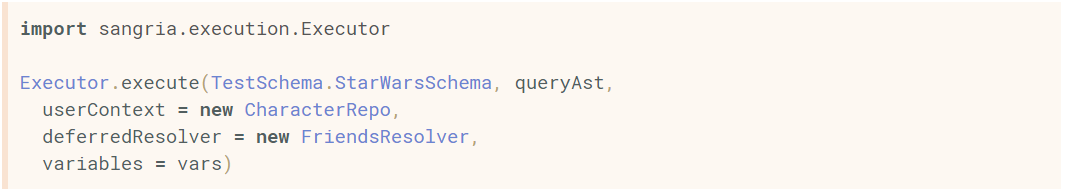 import sangria.execution.Executor
Executor.execute(TestSchema.StarWarsSchema, queryAst,
  userContext = new CharacterRepo,
  deferredResolver = new FriendsResolver,
  variables = vars)